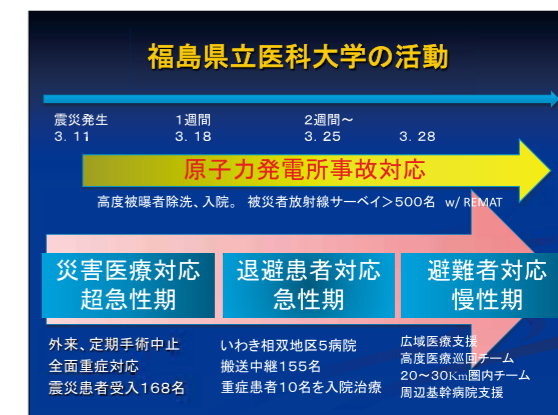 福島県立医科大学の活動
震災発生 1週間 2週間～
3. 11 3. 18 3. 25 3. 28
原子力発電所事故対応
高度被曝者除洗、入院。 被災者放射線サーベイ＞500名 w/ REMAT
災害医療対応 退避患者対応 避難者対応
超急性期 急性期 慢性期
外来、定期手術中止
全面重症対応
震災患者受入168名
いわき相双地区5病院
搬送中継155名
重症患者10名を入院治療
広域医療支援
高度医療巡回チーム
20～30Km圏内チーム
周辺基幹病院支援